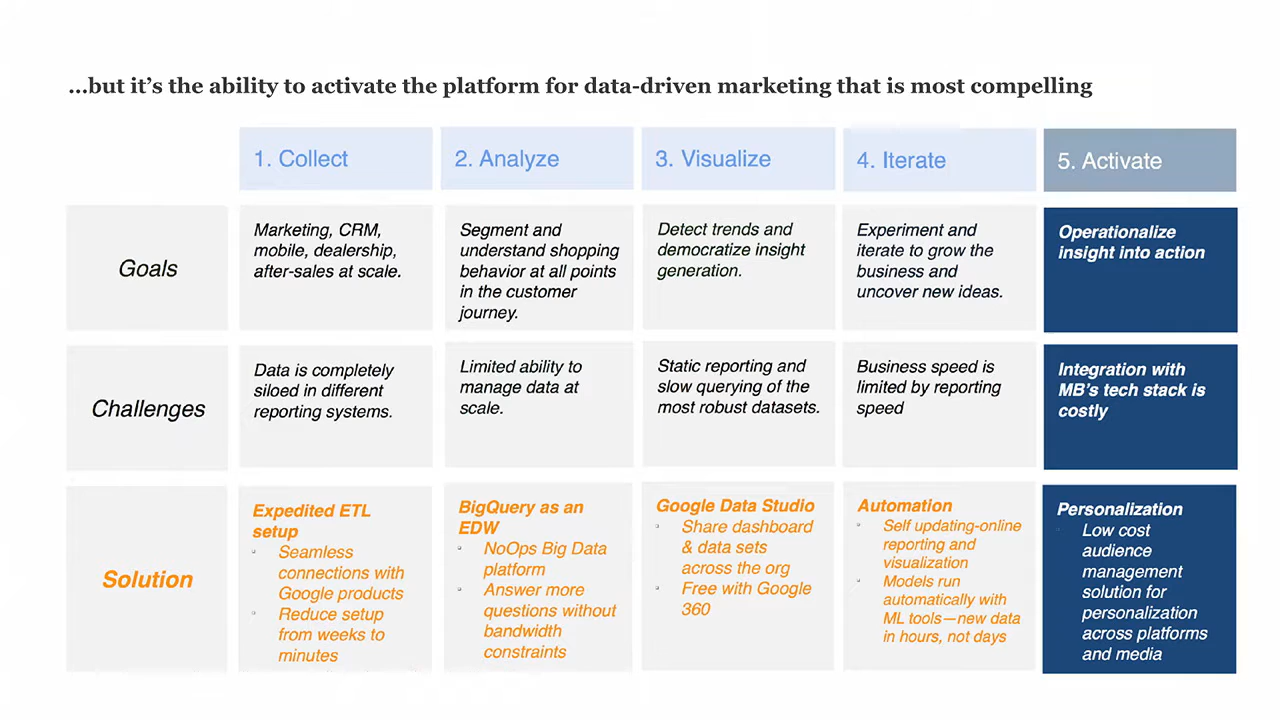 ...but it's the ability to activate the platform for data-driven marketing that is most compelling
1. Collect
2. Analyze
3. Visualize
4. Iterate
5. Activate
Goals
Marketing, CRM,
mobile, dealership,
after-sales at scale.
Segment and
understand shopping
behavior at all points
in the customer
journey.
Detect trends and
democratize insight
generation.
Experiment and
iterate to grow the
business and
uncover new ideas.
Operationalize
insight into action
Challenges
Data is completely
siloed in different
reporting systems.
Limited ability to
manage data at
scale.
Static reporting and
slow querying of the
most robust datasets.
Business speed is
limited by reporting
speed
Integration with
MB's tech stack is
costly
Solution
Expedited ETL
setup
Seamless
connections with
Google products
Reduce setup
from weeks to
minutes
BigQuery as an
EDW
NoOps Big Data
platform
Answer more
questions without
bandwidth
constraints
Google Data Studio
Share dashboard
& data sets
across the org
Free with Google
360
Automation
Self updating-online
reporting and
visualization
Models run
automatically with
ML tools—new data
in hours, not days
Personalization
Low cost
audience
management
solution for
personalization
across platforms
and media